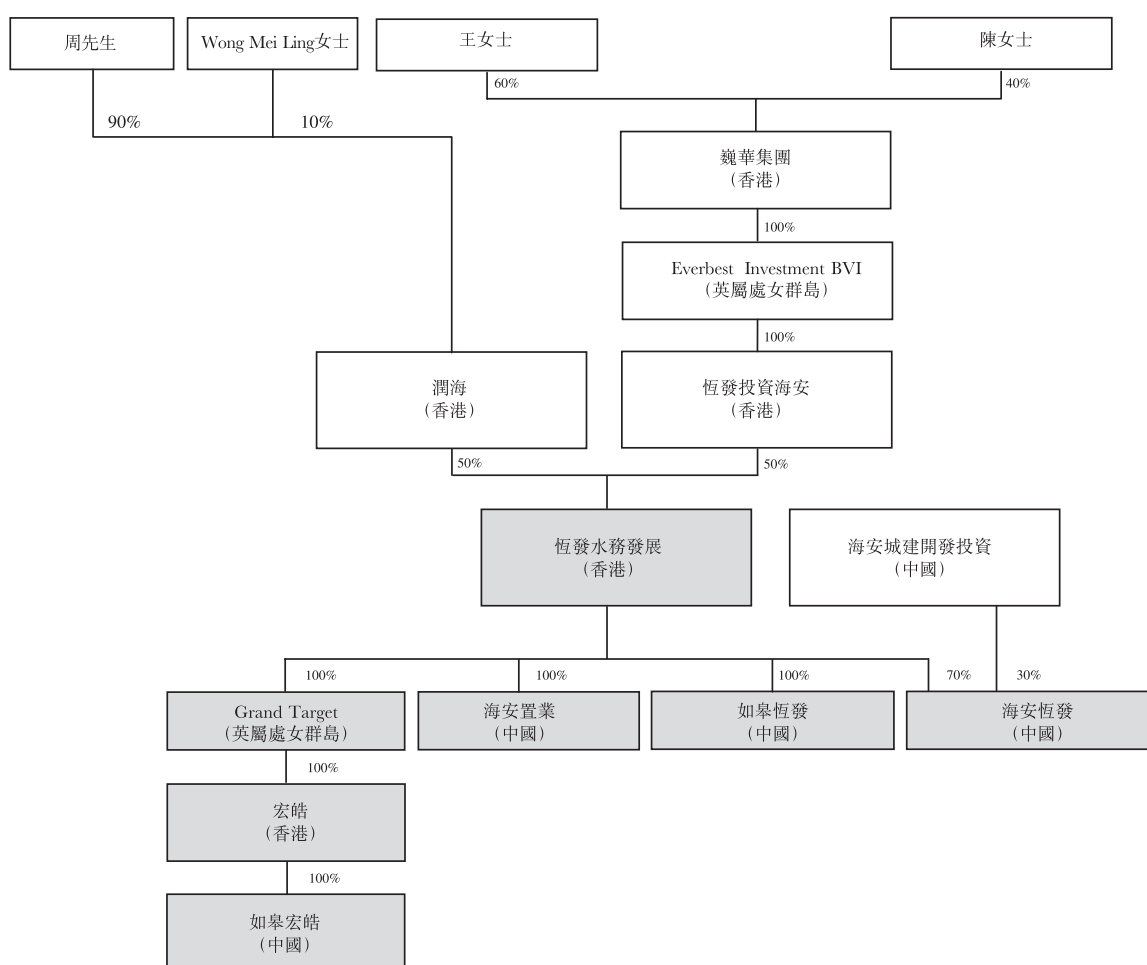 周先生
Wong Mei Ling女士
王女士
陳女士
60%
40%
90%
10%
巍華集團
（香港）
100%
Everbest Investment BVI
（英屬處女群島）
100%
潤海
（香港）
恆發投資海安
（香港）
50%
50%
恆發水務發展
（香港）
海安城建開發投資
（中國）
100%
100%
100%
70%
30%
Grand Target
（英屬處女群島）
海安置業
（中國）
如皋恆發
（中國）
海安恆發
（中國）
100%
宏皓
（香港）
100%
如皋宏皓
（中國）